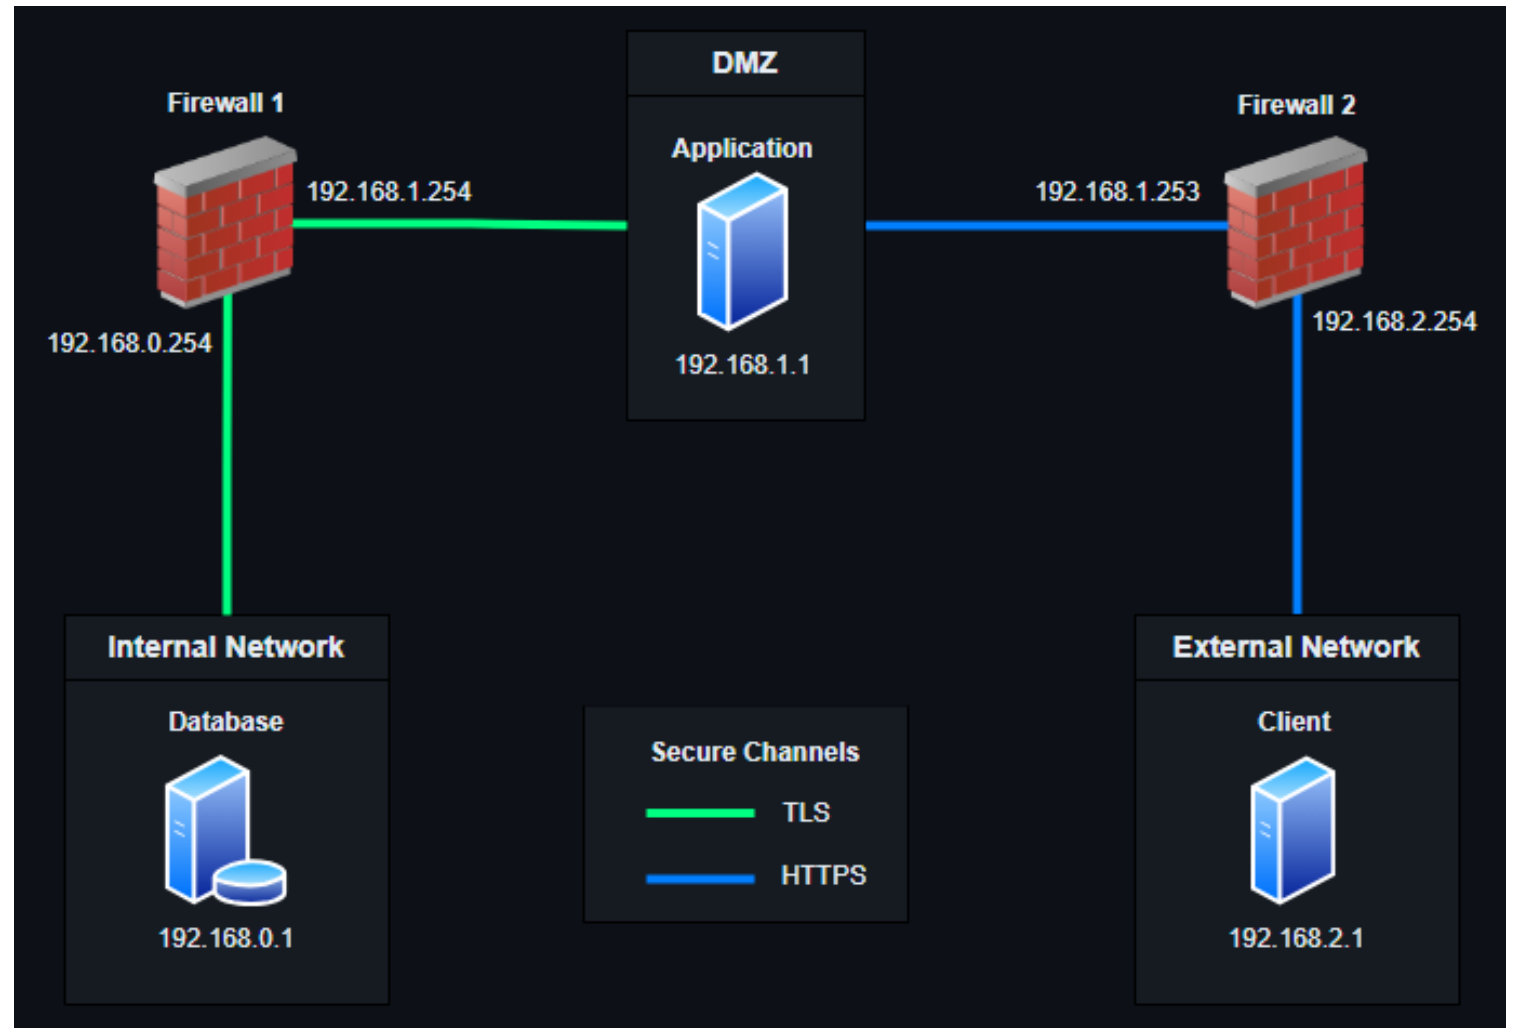 DMZ
Firewall 1
Firewall 2
Application
192.168.1.254
192.168.1.253
192.168.0.254
192.168.2.254
192.168.1.1
Internal Network
External Network
Database
Client
Secure Channels
TLS
HTTPS
192.168.0.1
192.168.2.1